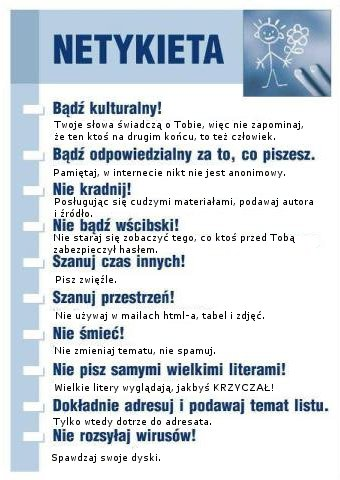 NETYKIETA
Bądź kulturalny!
Twoje słowa świadczą o Tobie, więc nie zapominaj,
że ten ktoś na drugim końcu, to też człowiek.
Bądź odpowiedzialny za to, co piszesz.
Pamiętaj, w internecie nikt nie jest anonimowy.
Nie kradnij!
Posługując się cudzymi materiałami, podawaj autora
i źródło.
Nie bądź wścibski!
Nie staraj się zobaczyć tego, co ktoś przed Tobą
zabezpieczył hasłem.
Szanuj czas innych!
Pisz zwięźle.
Szanuj przestrzeń!
Nie używaj w mailach html-a, tabel i zdjęć.
Nie śmieć!
Nie zmieniaj tematu, nie spamuj.
Nie pisz samymi wielkimi literami!
Wielkie litery wyglądają, jakbyś KRZYCZAŁ!
Dokładnie adresuj i podawaj temat listu.
Tylko wtedy dotrze do adresata.
Nie rozsyłaj wirusów!
Spawdzaj swoje dyski.